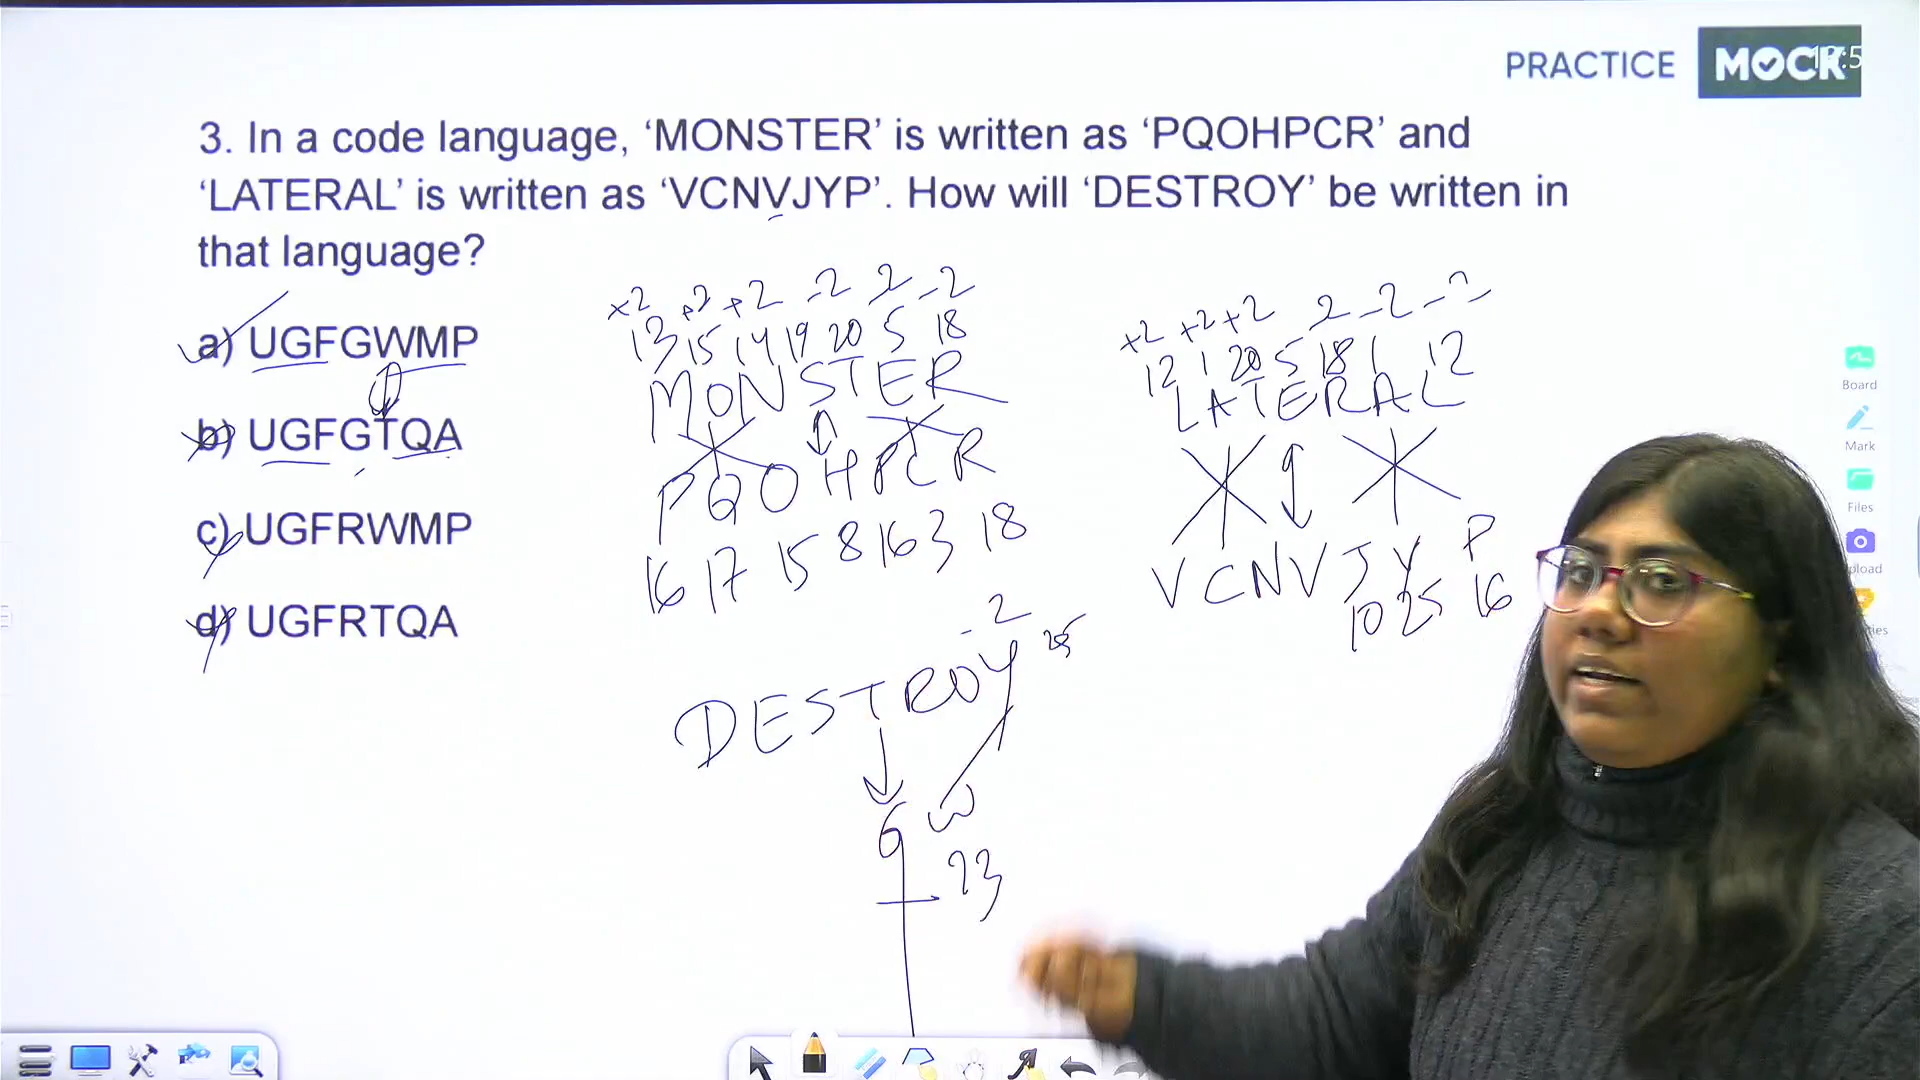 PRACTICE MOCK
3. In a code language, ‘MONSTER’ is written as ‘PQOHPCR’ and
‘LATERAL’ is written as ‘VCNVJYP’. How will ‘DESTROY’ be written in
that language?
a) UGFGWMP
b) UGFGTQA
c) UGFRWMP
d) UGFRTQA
+2 +2 +2 -2 -2 -2
13 15 14 19 20 5 18
MONSTER
PQOHPCR
16 17 15 8 16 3 18
+2 +2 +2 -2 -2 -2
12 1 20 5 18 1 12
LATERAL
VCNVJYP
10 25 16
-2
DESTROY 25
G W
23
Board
Mark
Files